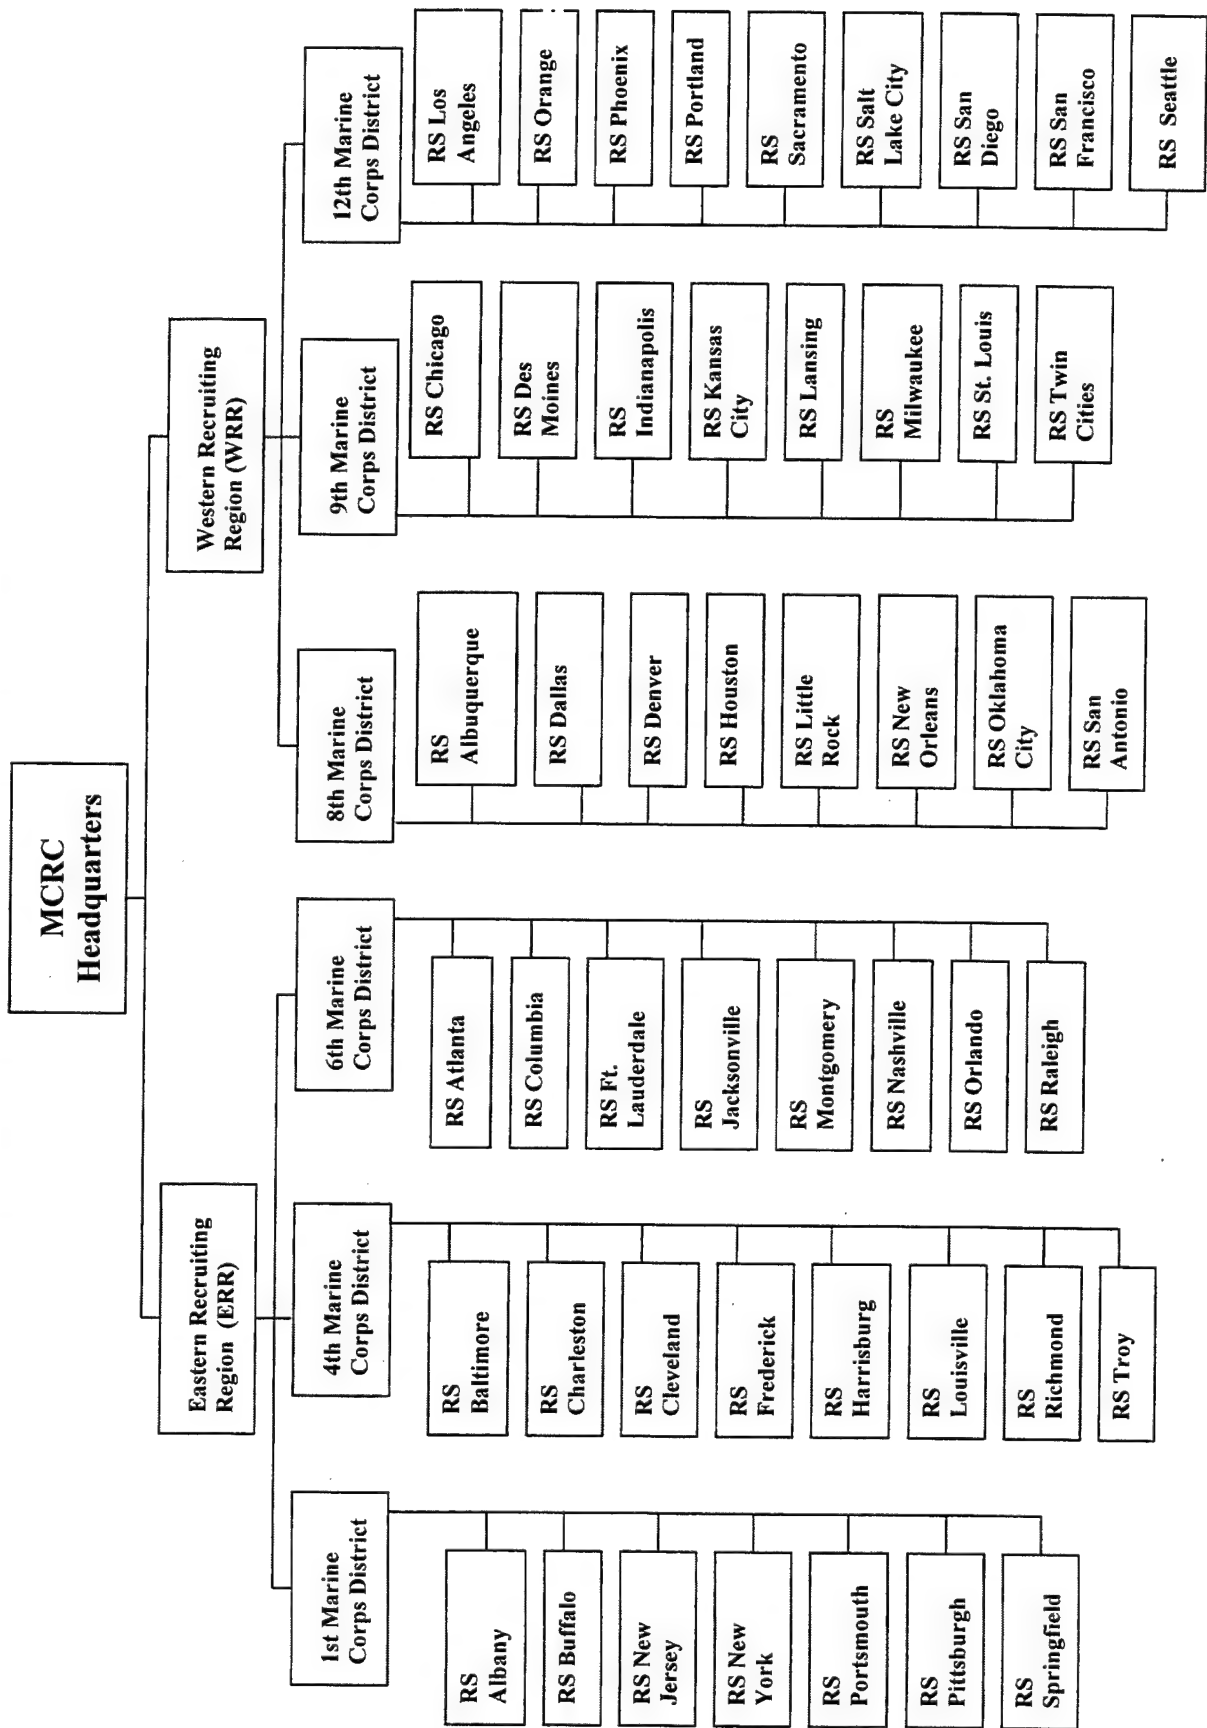 MCRC
Headquarters
Eastern Recruiting
Region (ERR)
Western Recruiting
Region (WRR)
1st Marine
Corps District
4th Marine
Corps District
6th Marine
Corps District
8th Marine
Corps District
9th Marine
Corps District
12th Marine
Corps District
RS
Albany
RS Buffalo
RS New
Jersey
RS New
York
RS
Portsmouth
RS
Pittsburgh
RS
Springfield
RS
Baltimore
RS
Charleston
RS
Cleveland
RS
Frederick
RS
Harrisburg
RS
Louisville
RS
Richmond
RS Troy
RS Atlanta
RS Columbia
RS Ft.
Lauderdale
RS
Jacksonville
RS
Montgomery
RS Nashville
RS Orlando
RS Raleigh
RS
Albuquerque
RS Dallas
RS Denver
RS Houston
RS Little
Rock
RS New
Orleans
RS Oklahoma
City
RS San
Antonio
RS Chicago
RS Des
Moines
RS
Indianapolis
RS Kansas
City
RS Lansing
RS
Milwaukee
RS St. Louis
RS Twin
Cities
RS Los
Angeles
RS Orange
RS Phoenix
RS Portland
RS
Sacramento
RS Salt
Lake City
RS San
Diego
RS San
Francisco
RS Seattle